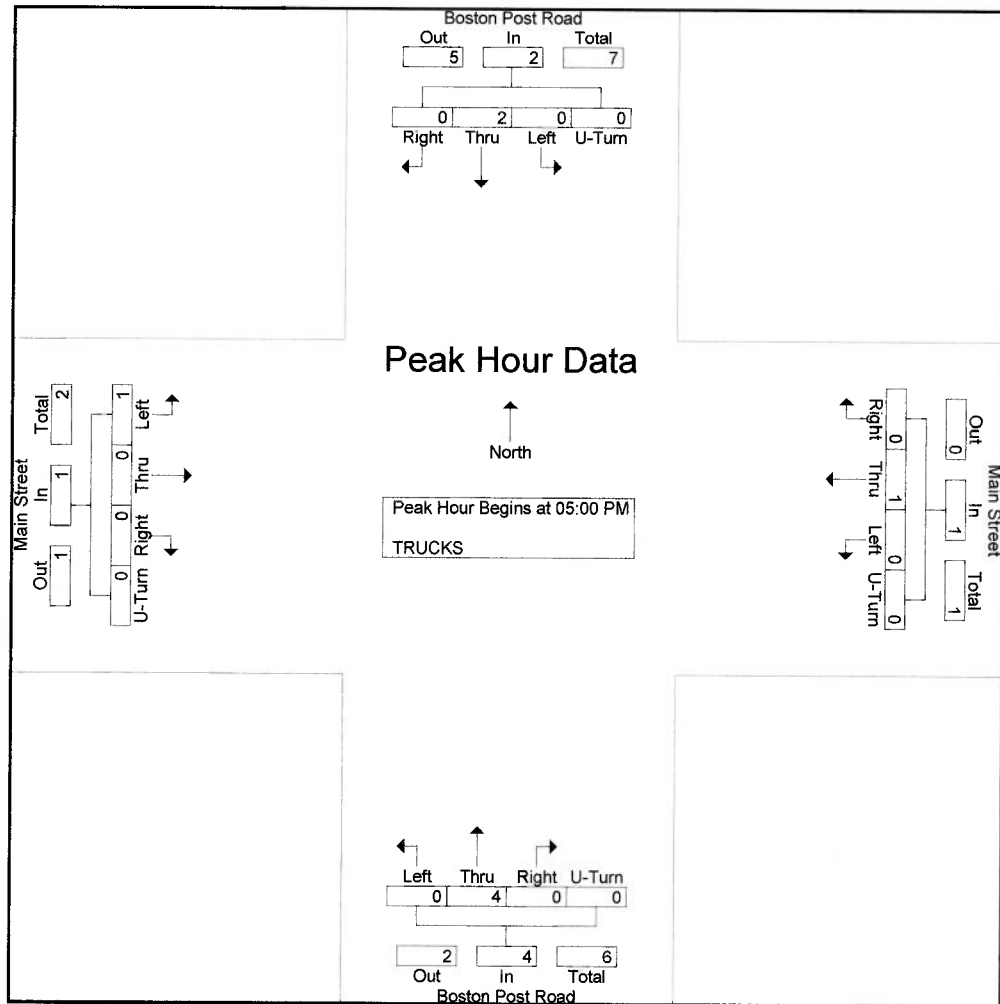 Boston Post Road
Out In Total
5 2 7
0 2 0 0
Right Thru Left U-Turn
Peak Hour Data
North
Peak Hour Begins at 05:00 PM
TRUCKS
Main Street
Total In Out
2 1 1
1 0 0 0
Left Thru Right U-Turn
Main Street
Out In Total
0 1 1
0 1 0 0
Right Thru Left U-Turn
Left Thru Right U-Turn
0 4 0 0
2 4 6
Out In Total
Boston Post Road